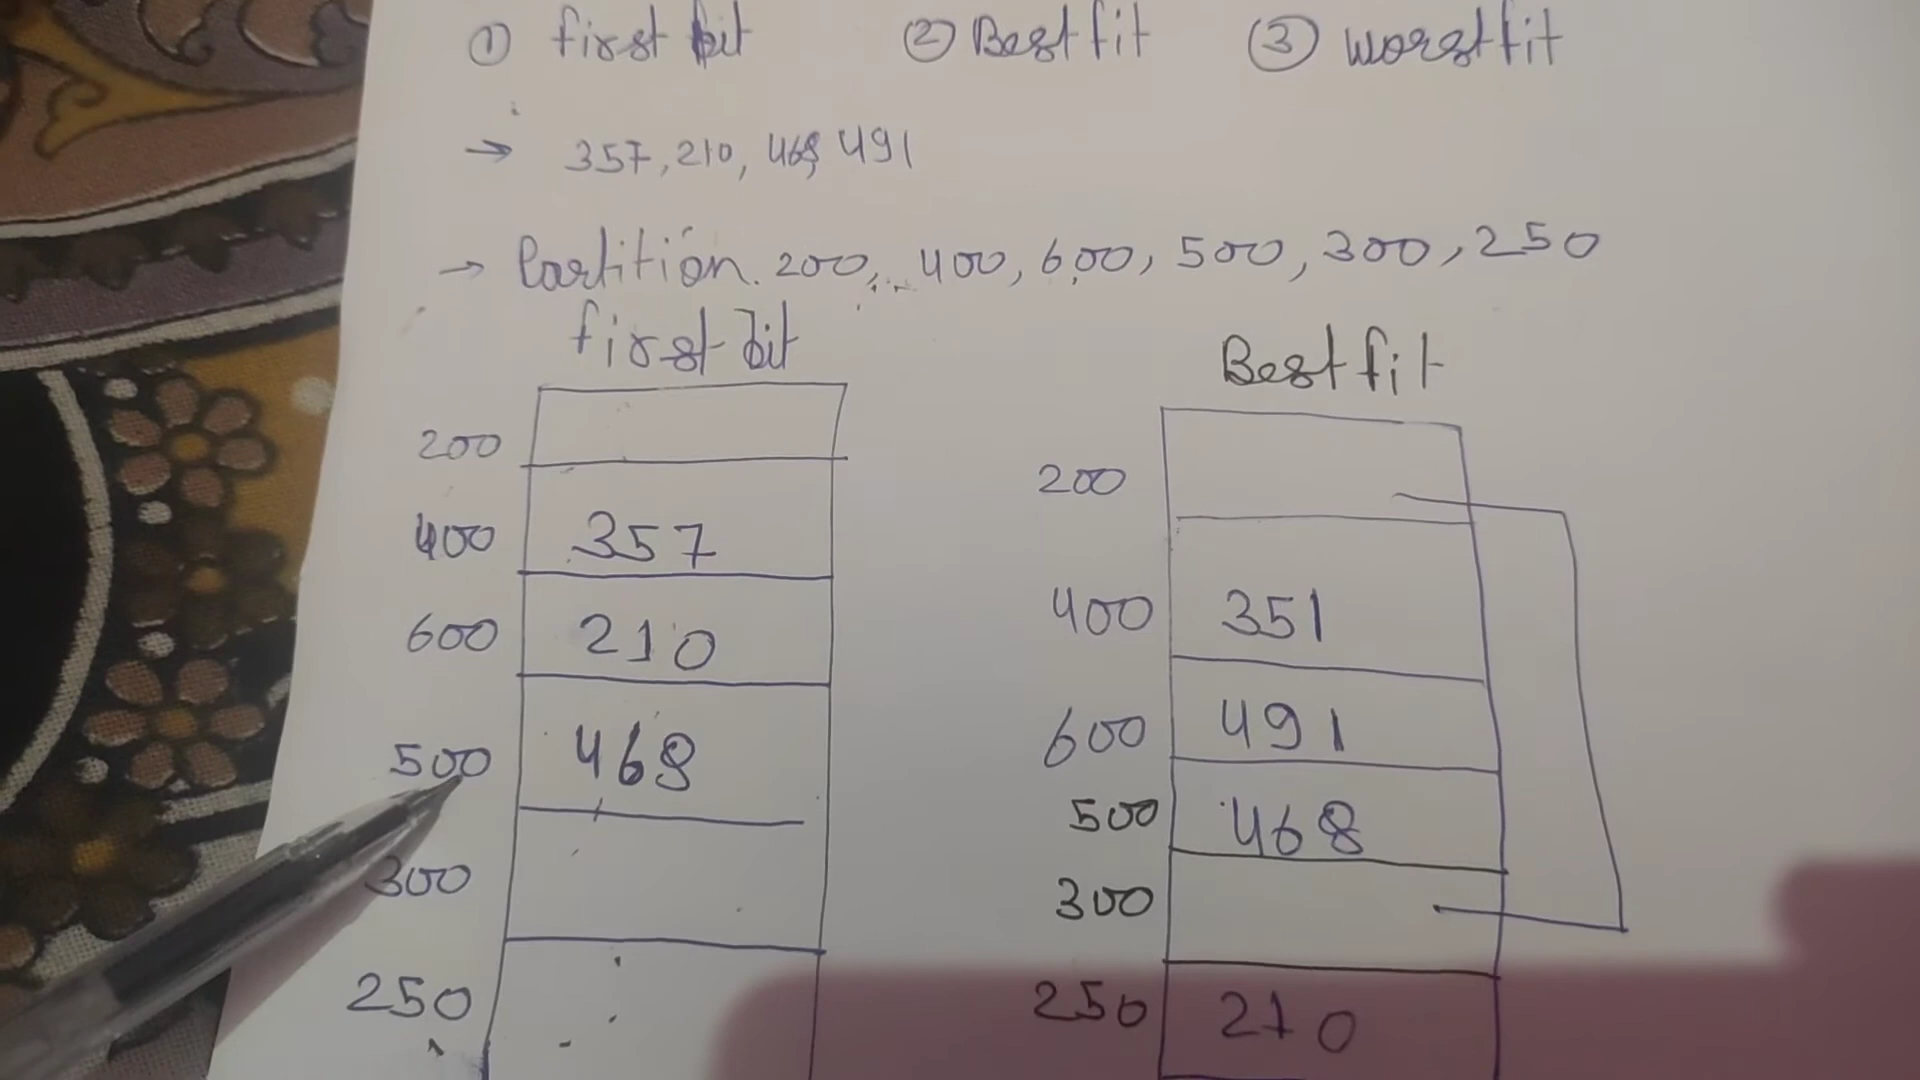 ① first fit ② Best fit ③ worst fit
→ 357, 210, 468, 491
→ Partition. 200, 400, 600, 500, 300, 250
first fit
200
400 357
600 210
500 468
300
250
Best fit
200
400 351
600 491
500 468
300
250 210